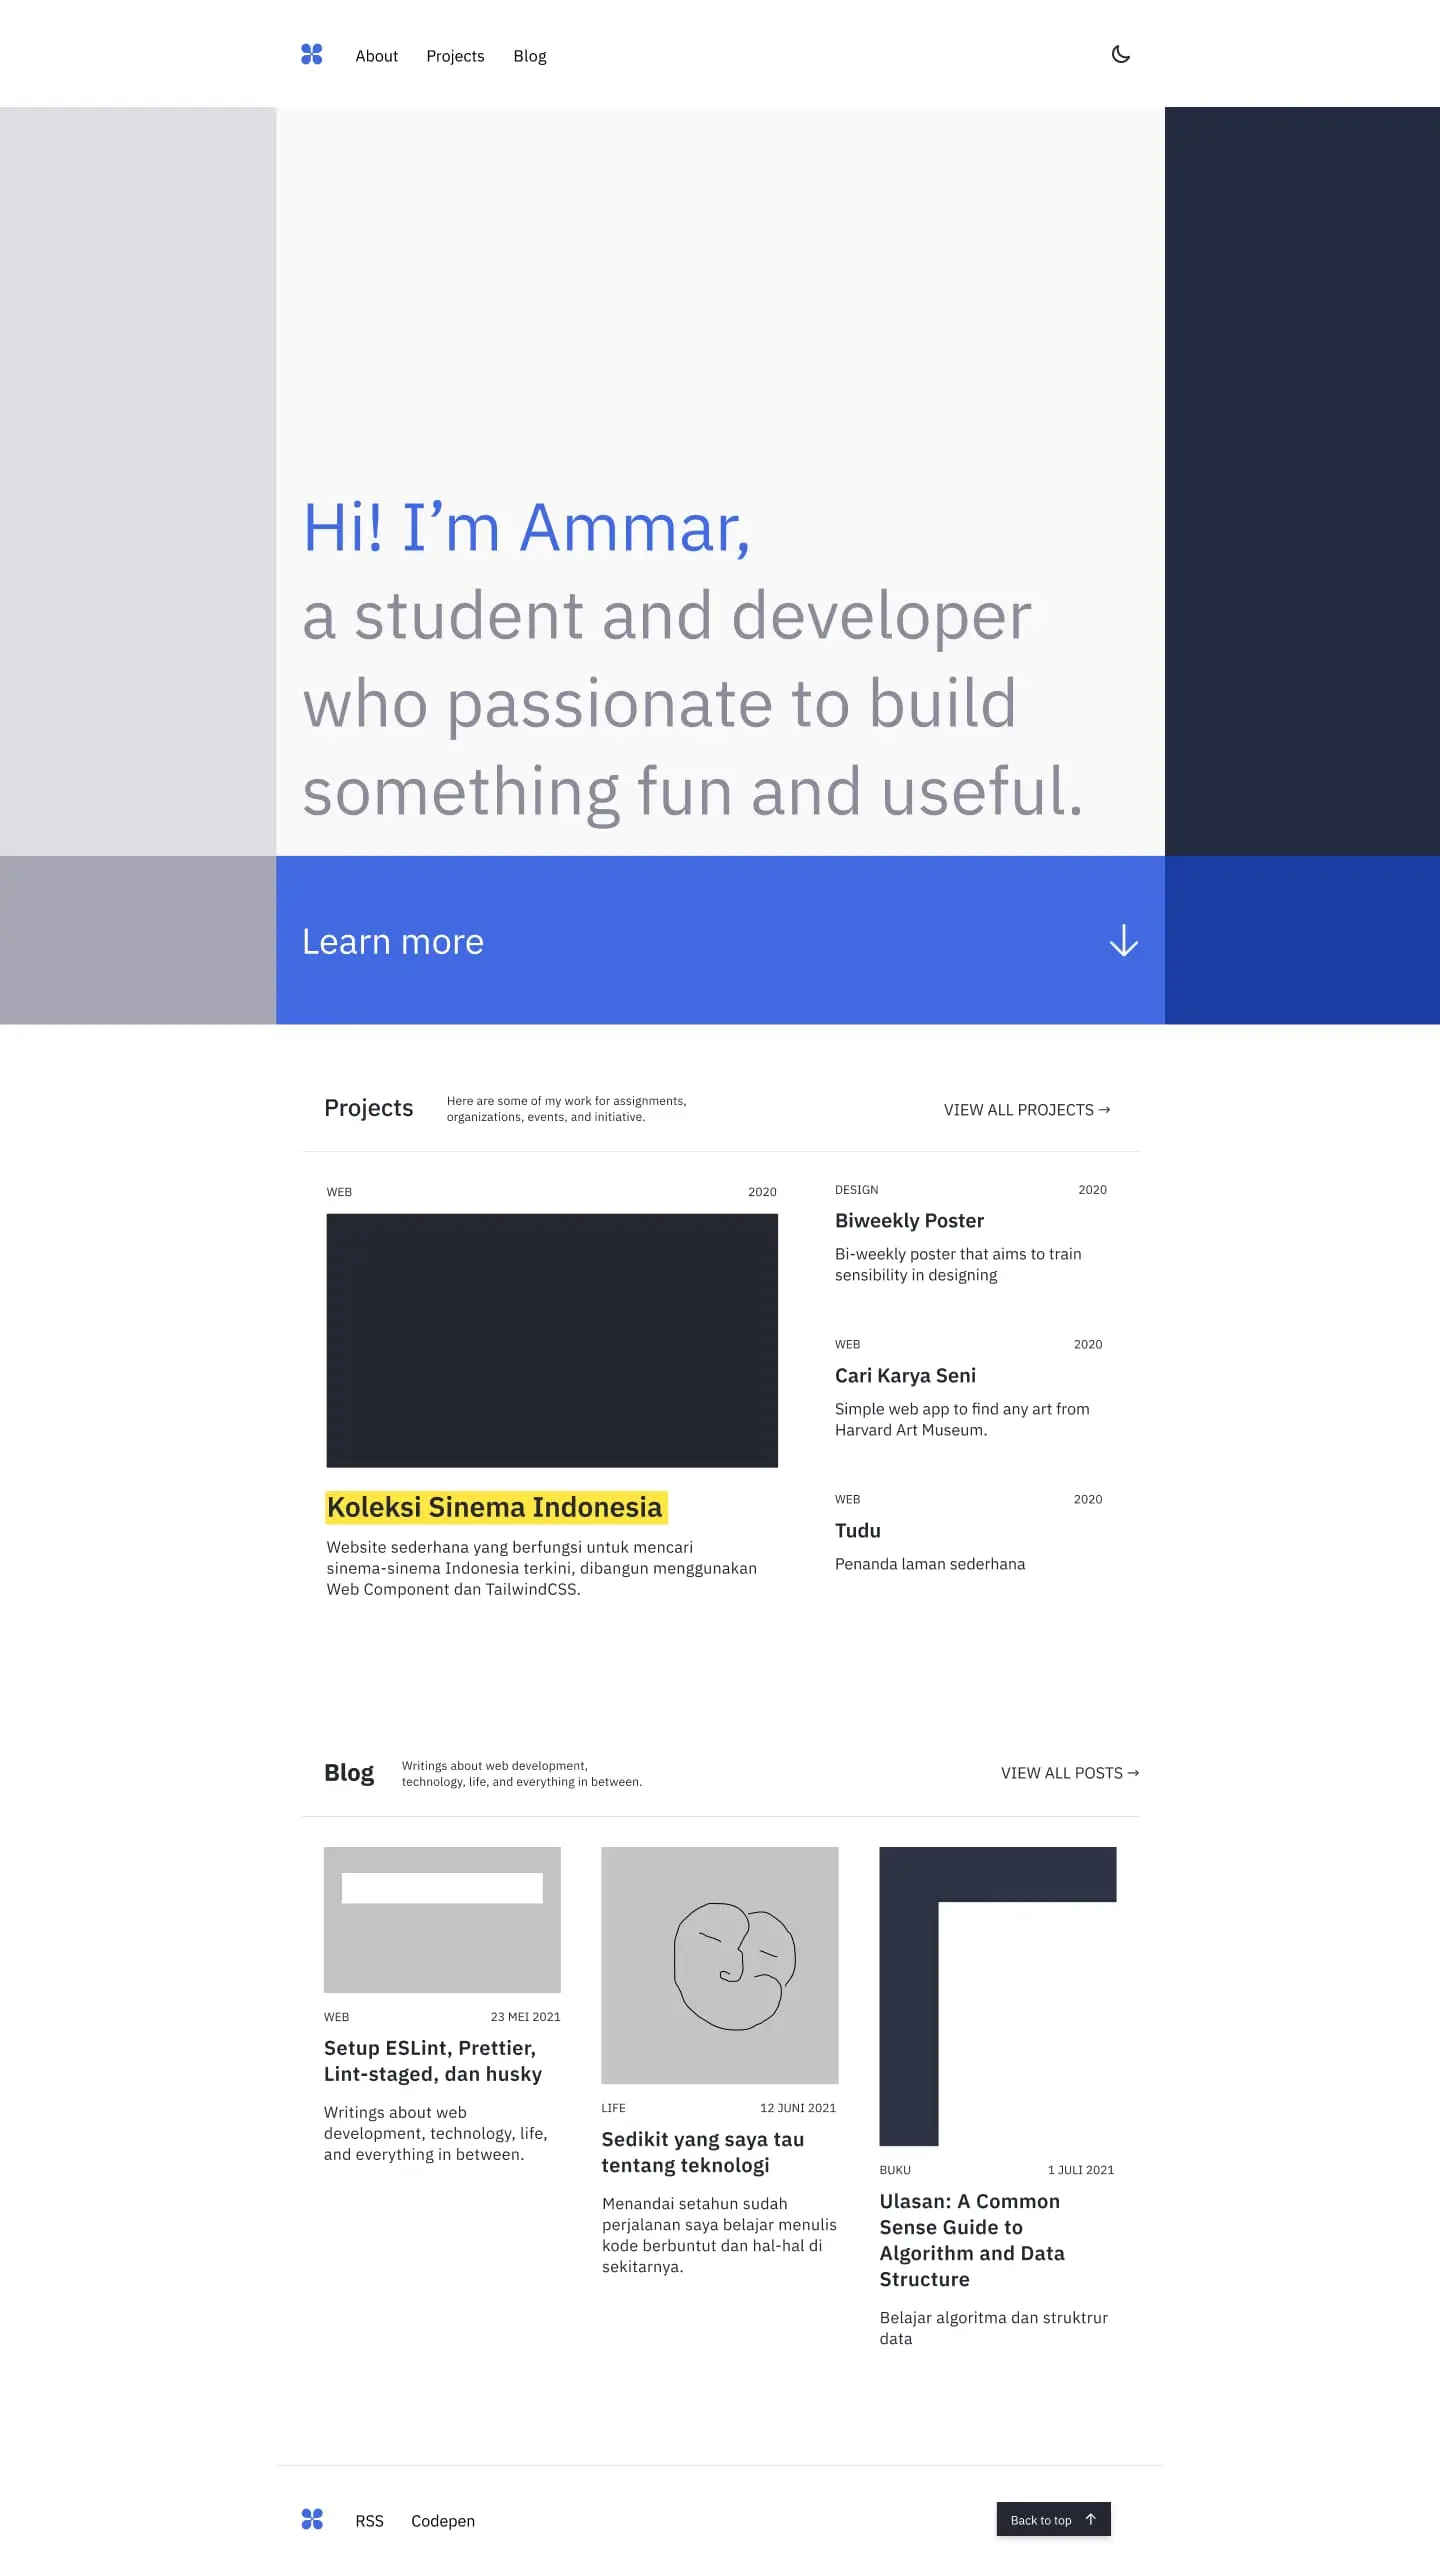 About Projects Blog
Hi! I’m Ammar,
a student and developer
who passionate to build
something fun and useful.
Learn more
Projects
Here are some of my work for assignments,
organizations, events, and initiative.
VIEW ALL PROJECTS →
WEB 2020
Koleksi Sinema Indonesia
Website sederhana yang berfungsi untuk mencari
sinema-sinema Indonesia terkini, dibangun menggunakan
Web Component dan TailwindCSS.
DESIGN 2020
Biweekly Poster
Bi-weekly poster that aims to train
sensibility in designing
WEB 2020
Cari Karya Seni
Simple web app to find any art from
Harvard Art Museum.
WEB 2020
Tudu
Penanda laman sederhana
Blog
Writings about web development,
technology, life, and everything in between.
VIEW ALL POSTS →
WEB 23 MEI 2021
Setup ESLint, Prettier,
Lint-staged, dan husky
Writings about web
development, technology, life,
and everything in between.
LIFE 12 JUNI 2021
Sedikit yang saya tau
tentang teknologi
Menandai setahun sudah
perjalanan saya belajar menulis
kode berbuntut dan hal-hal di
sekitarnya.
BUKU 1 JULI 2021
Ulasan: A Common
Sense Guide to
Algorithm and Data
Structure
Belajar algoritma dan struktrur
data
RSS Codepen
Back to top ↑